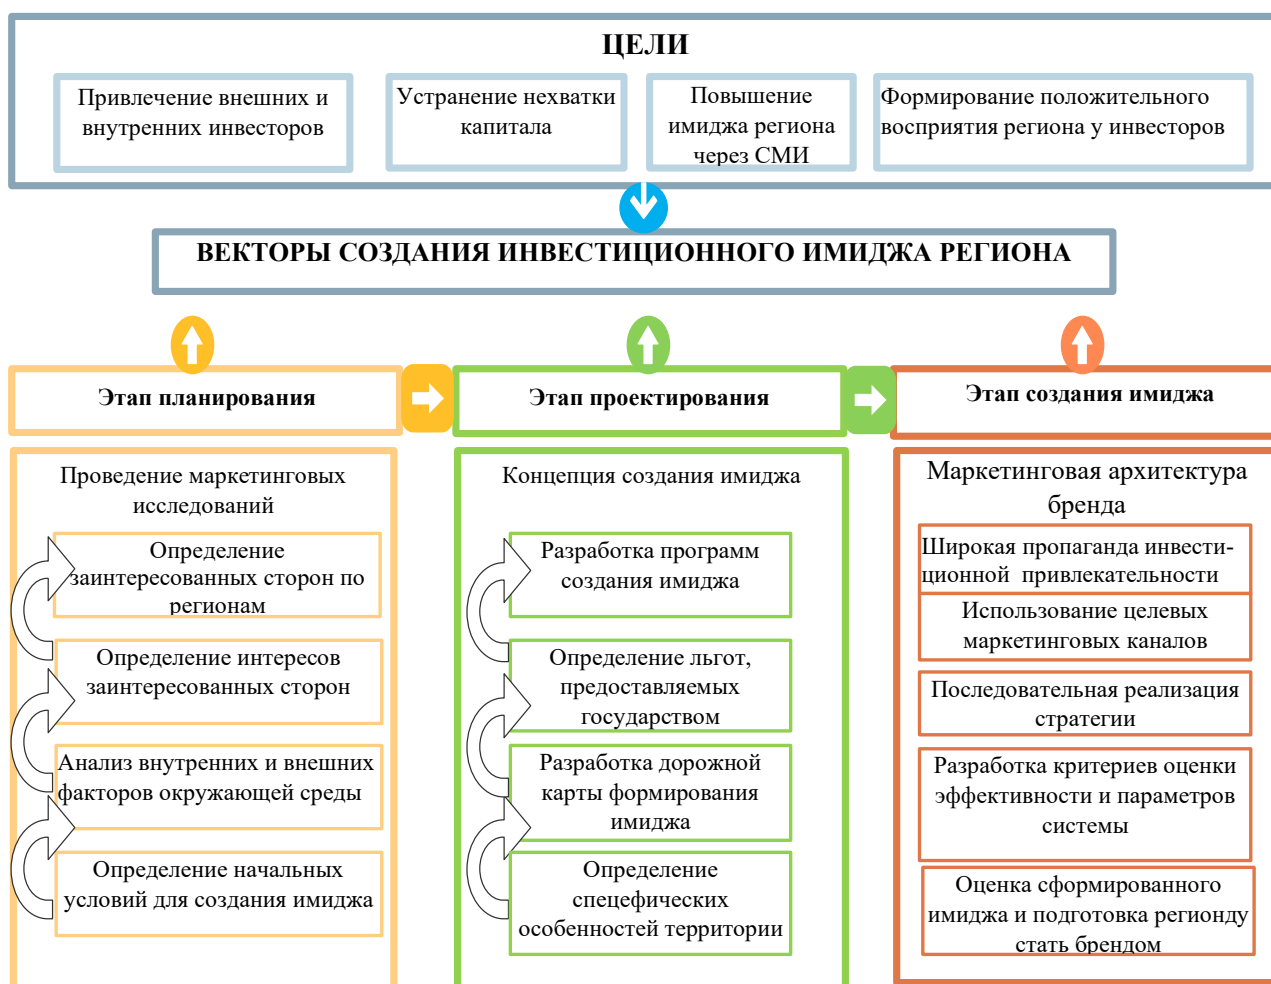 ЦЕЛИ
Привлечение внешних и
внутренних инвесторов
Устранение нехватки
капитала
Повышение
имиджа региона
через СМИ
Формирование положительного
восприятия региона у инвесторов
ВЕКТОРЫ СОЗДАНИЯ ИНВЕСТИЦИОННОГО ИМИДЖА РЕГИОНА
Этап планирования
Этап проектирования
Этап создания имиджа
Проведение маркетинговых
исследований
Определение
заинтересованных сторон по
регионам
Определение интересов
заинтересованных сторон
Анализ внутренних и внешних
факторов окружающей среды
Определение начальных
условий для создания имиджа
Концепция создания имиджа
Разработка программ
создания имиджа
Определение льгот,
предоставляемых
государством
Разработка дорожной
карты формирования
имиджа
Определение
спецефических
особенностей территории
Маркетинговая архитектура
бренда
Широкая пропаганда инвести-
ционной привлекательности
Использование целевых
маркетинговых каналов
Последовательная реализация
стратегии
Разработка критериев оценки
эффективности и параметров
системы
Оценка сформированного
имиджа и подготовка регионду
стать брендом